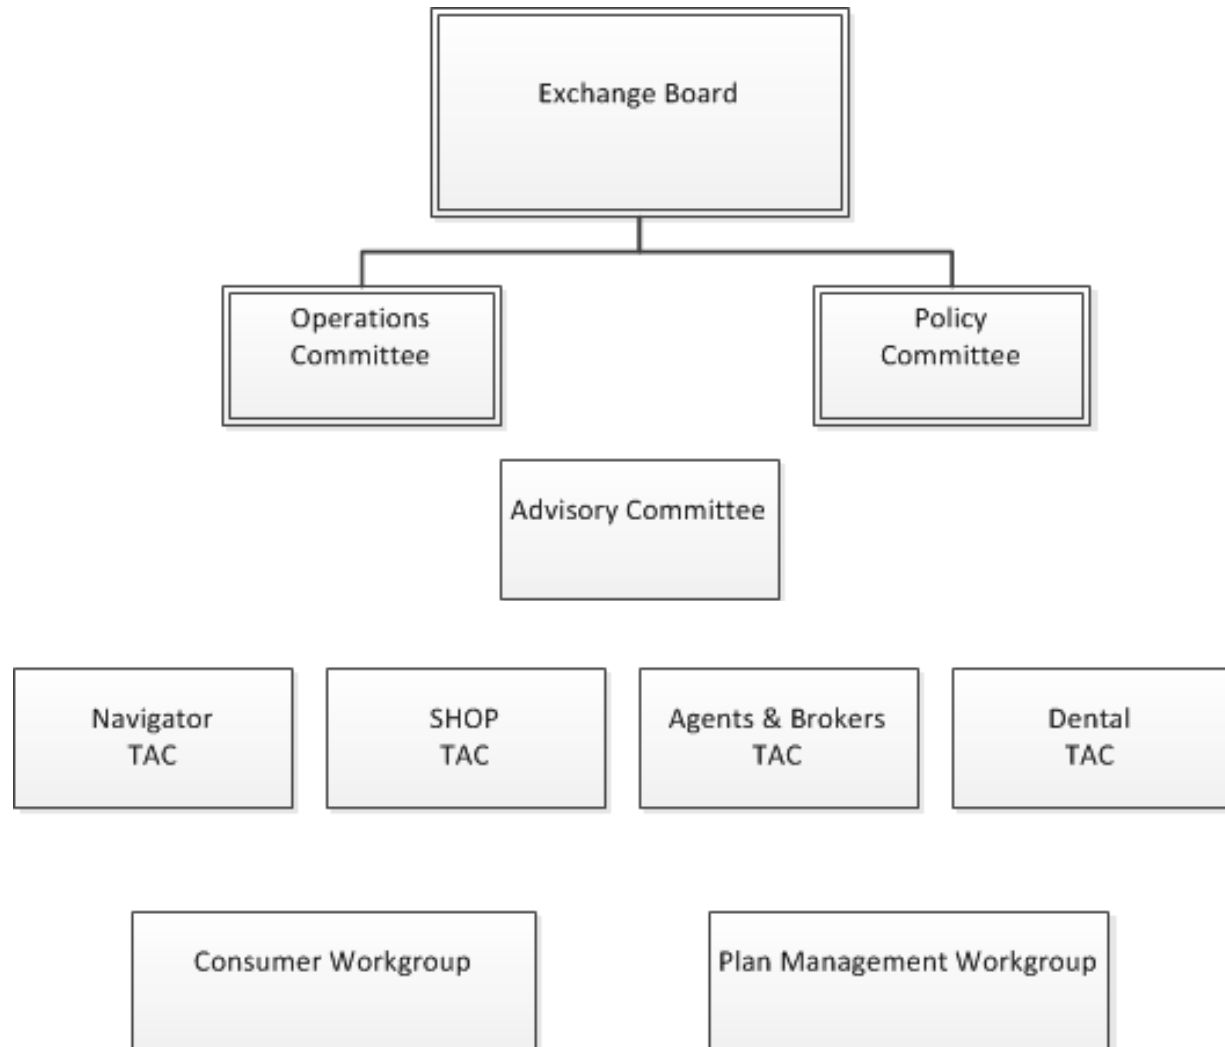 Exchange Board
Operations
Committee
Policy
Committee
Advisory Committee
Navigator
TAC
SHOP
TAC
Agents & Brokers
TAC
Dental
TAC
Consumer Workgroup
Plan Management Workgroup